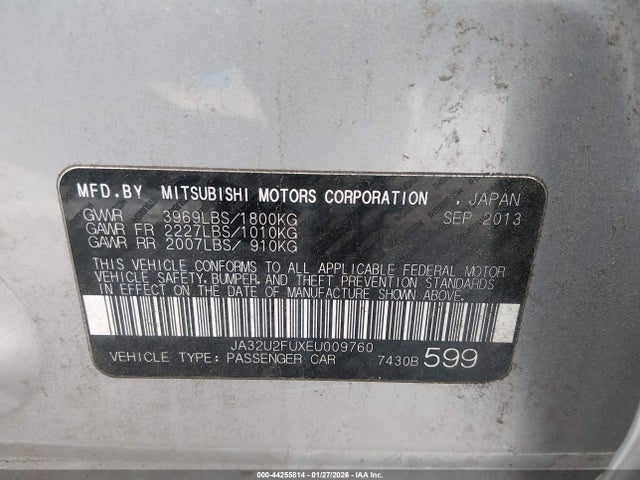 MFD.BY MITSUBISHI MOTORS CORPORATION , JAPAN
GVWR 3969LBS/1800KG SEP 2013
GAWR FR 2227LBS/1010KG
GAWR RR 2007LBS/ 910KG
THIS VEHICLE CONFORMS TO ALL APPLICABLE FEDERAL MOTOR
VEHICLE SAFETY, BUMPER, AND THEFT PREVENTION STANDARDS
IN EFFECT ON THE DATE OF MANUFACTURE SHOWN ABOVE.
JA32U2FUXEU009760
VEHICLE TYPE: PASSENGER CAR 7430B 599
000-44255814 - 01/27/2026 - IAAI.COM